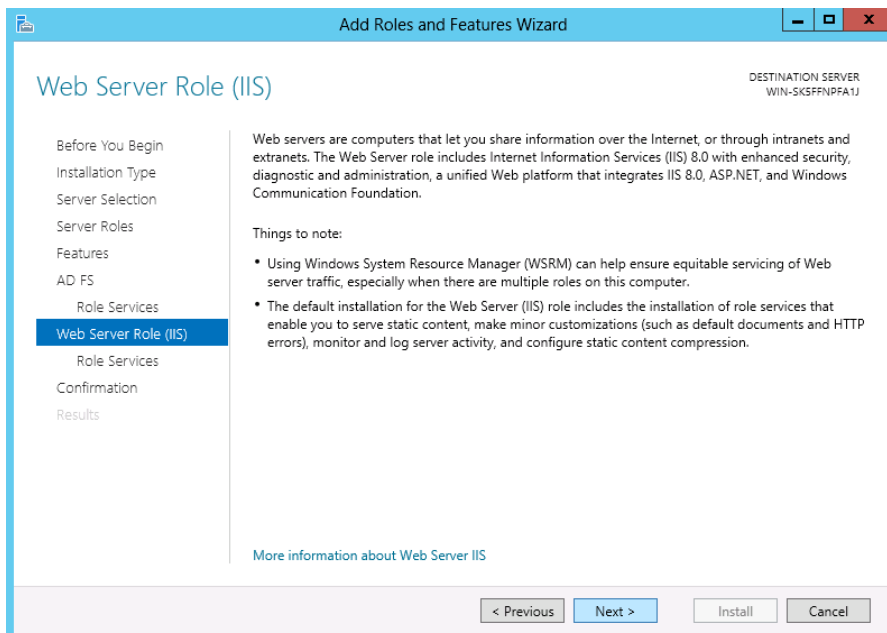 Add Roles and Features Wizard
Web Server Role (IIS)
DESTINATION SERVER
WIN-SK5FFNPFA1J
Before You Begin
Installation Type
Server Selection
Server Roles
Features
AD FS
Role Services
Web Server Role (IIS)
Role Services
Confirmation
Results
Web servers are computers that let you share information over the Internet, or through intranets and
extranets. The Web Server role includes Internet Information Services (IIS) 8.0 with enhanced security,
diagnostic and administration, a unified Web platform that integrates IIS 8.0, ASP.NET, and Windows
Communication Foundation.
Things to note:
• Using Windows System Resource Manager (WSRM) can help ensure equitable servicing of Web
server traffic, especially when there are multiple roles on this computer.
• The default installation for the Web Server (IIS) role includes the installation of role services that
enable you to serve static content, make minor customizations (such as default documents and HTTP
errors), monitor and log server activity, and configure static content compression.
More information about Web Server IIS
< Previous
Next >
Install
Cancel